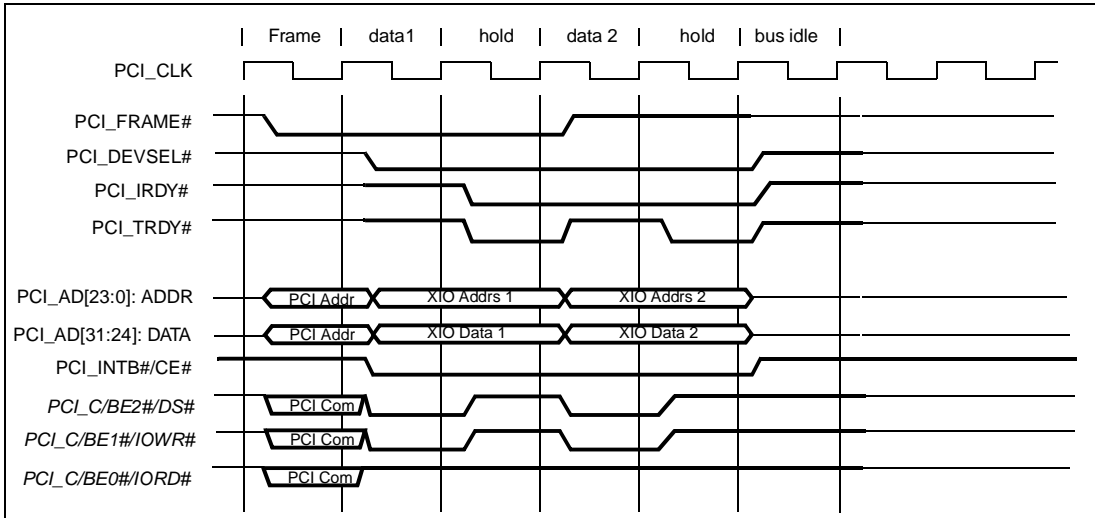 Frame data1 hold data 2 hold bus idle
PCI_CLK
PCI_FRAME#
PCI_DEVSEL#
PCI_IRDY#
PCI_TRDY#
PCI_AD[23:0]: ADDR PCI Addr XIO Addrs 1 XIO Addrs 2
PCI_AD[31:24]: DATA PCI Addr XIO Data 1 XIO Data 2
PCI_INTB#/CE#
PCI_C/BE2#/DS# PCI Com
PCI_C/BE1#/IOWR# PCI Com
PCI_C/BE0#/IORD# PCI Com